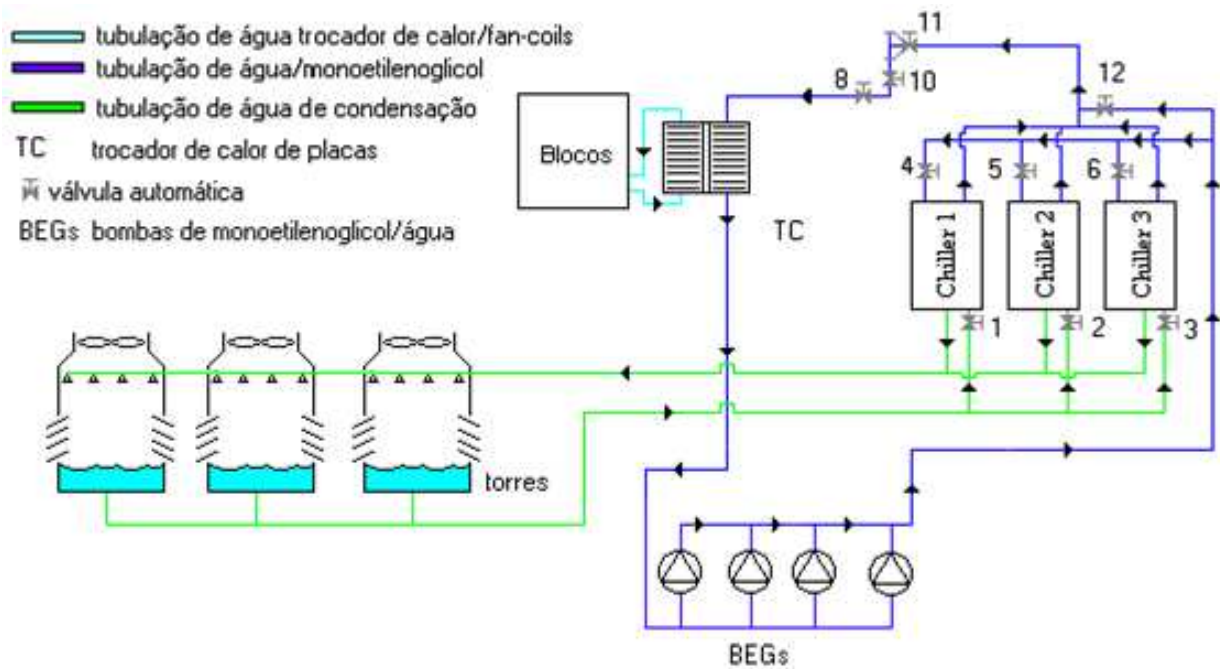 tubulação de água trocador de calor/fan-coils
tubulação de água/monoetilenoglicol
tubulação de água de condensação
TC trocador de calor de placas
válvula automática
BEGs bombas de monoetilenoglicol/água
11
8
10
12
Blocos
4
5
6
TC
Chiller 1
Chiller 2
Chiller 3
1
2
3
torres
BEGs